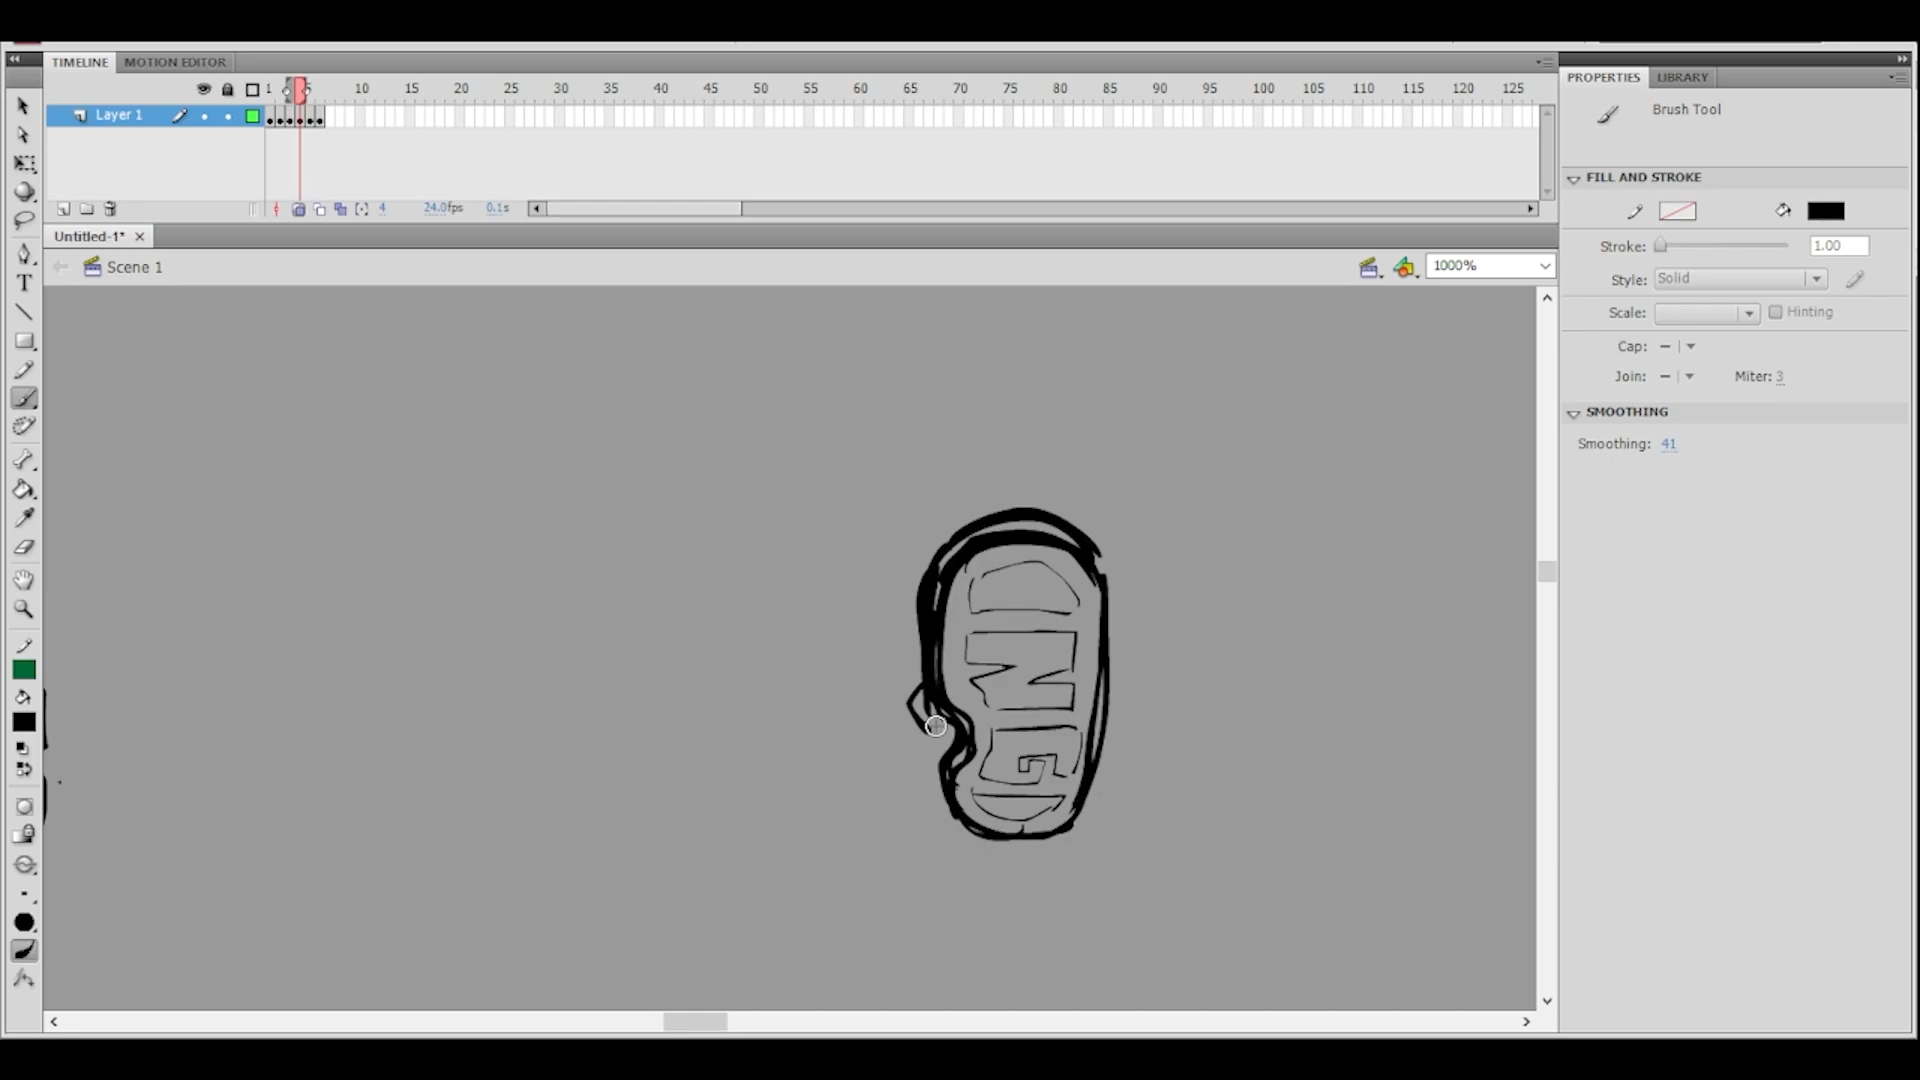 TIMELINE MOTION EDITOR
PROPERTIES LIBRARY
1 5 10 15 20 25 30 35 40 45 50 55 60 65 70 75 80 85 90 95 100 105 110 115 120 125
Layer 1
Brush Tool
FILL AND STROKE
4 24.0fps 0.1s
Untitled-1*
Stroke: 1.00
Scene 1
1000%
Style: Solid
Scale: Hinting
Cap:
Join: Miter: 3
SMOOTHING
Smoothing: 41